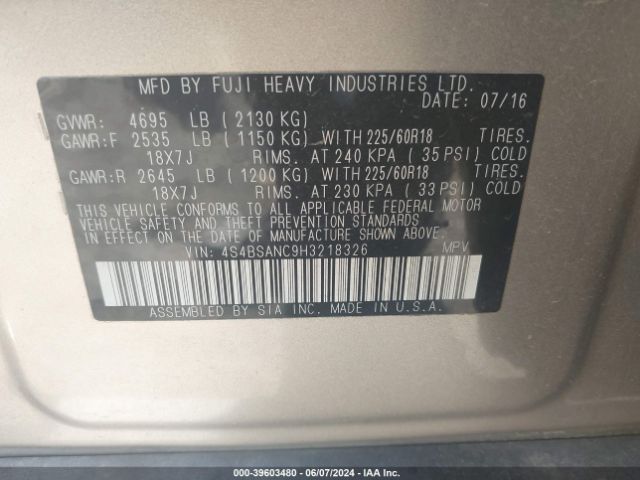 MFD BY FUJI HEAVY INDUSTRIES LTD.
DATE: 07/16
GVWR: 4695 LB ( 2130 KG)
GAWR:F 2535 LB ( 1150 KG) WITH 225/60R18 TIRES.
18X7J RIMS. AT 240 KPA ( 35 PSI) COLD
GAWR:R 2645 LB ( 1200 KG) WITH 225/60R18 TIRES.
18X7J RIMS. AT 230 KPA ( 33 PSI) COLD
THIS VEHICLE CONFORMS TO ALL APPLICABLE FEDERAL MOTOR
VEHICLE SAFETY AND THEFT PREVENTION STANDARDS
IN EFFECT ON THE DATE OF MANUFACTURE SHOWN ABOVE.
VIN: 4S4BSANC9H3218326 MPV
ASSEMBLED BY SIA INC. MADE IN U.S.A.
000-39603480 - 06/07/2024 - IAA Inc.